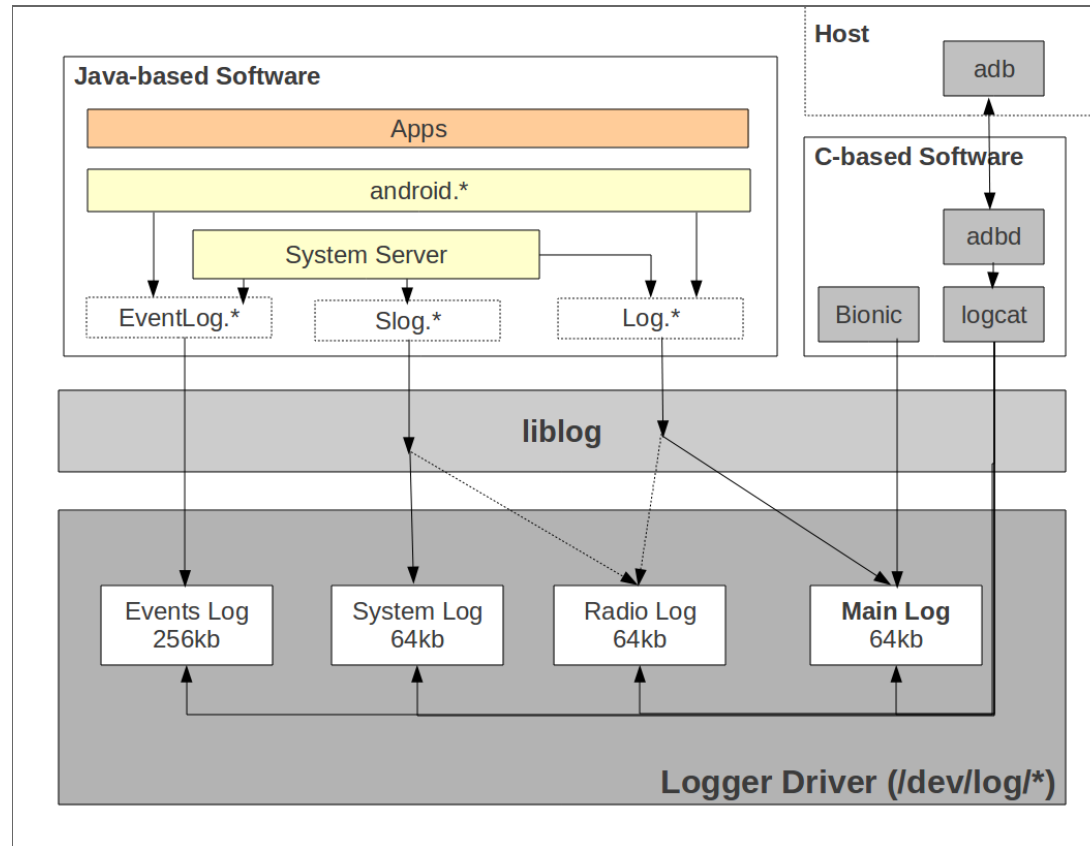 Host
adb
Java-based Software
Apps
android.*
System Server
EventLog.*
Slog.*
Log.*
C-based Software
adbd
Bionic
logcat
liblog
Events Log
256kb
System Log
64kb
Radio Log
64kb
Main Log
64kb
Logger Driver (/dev/log/*)